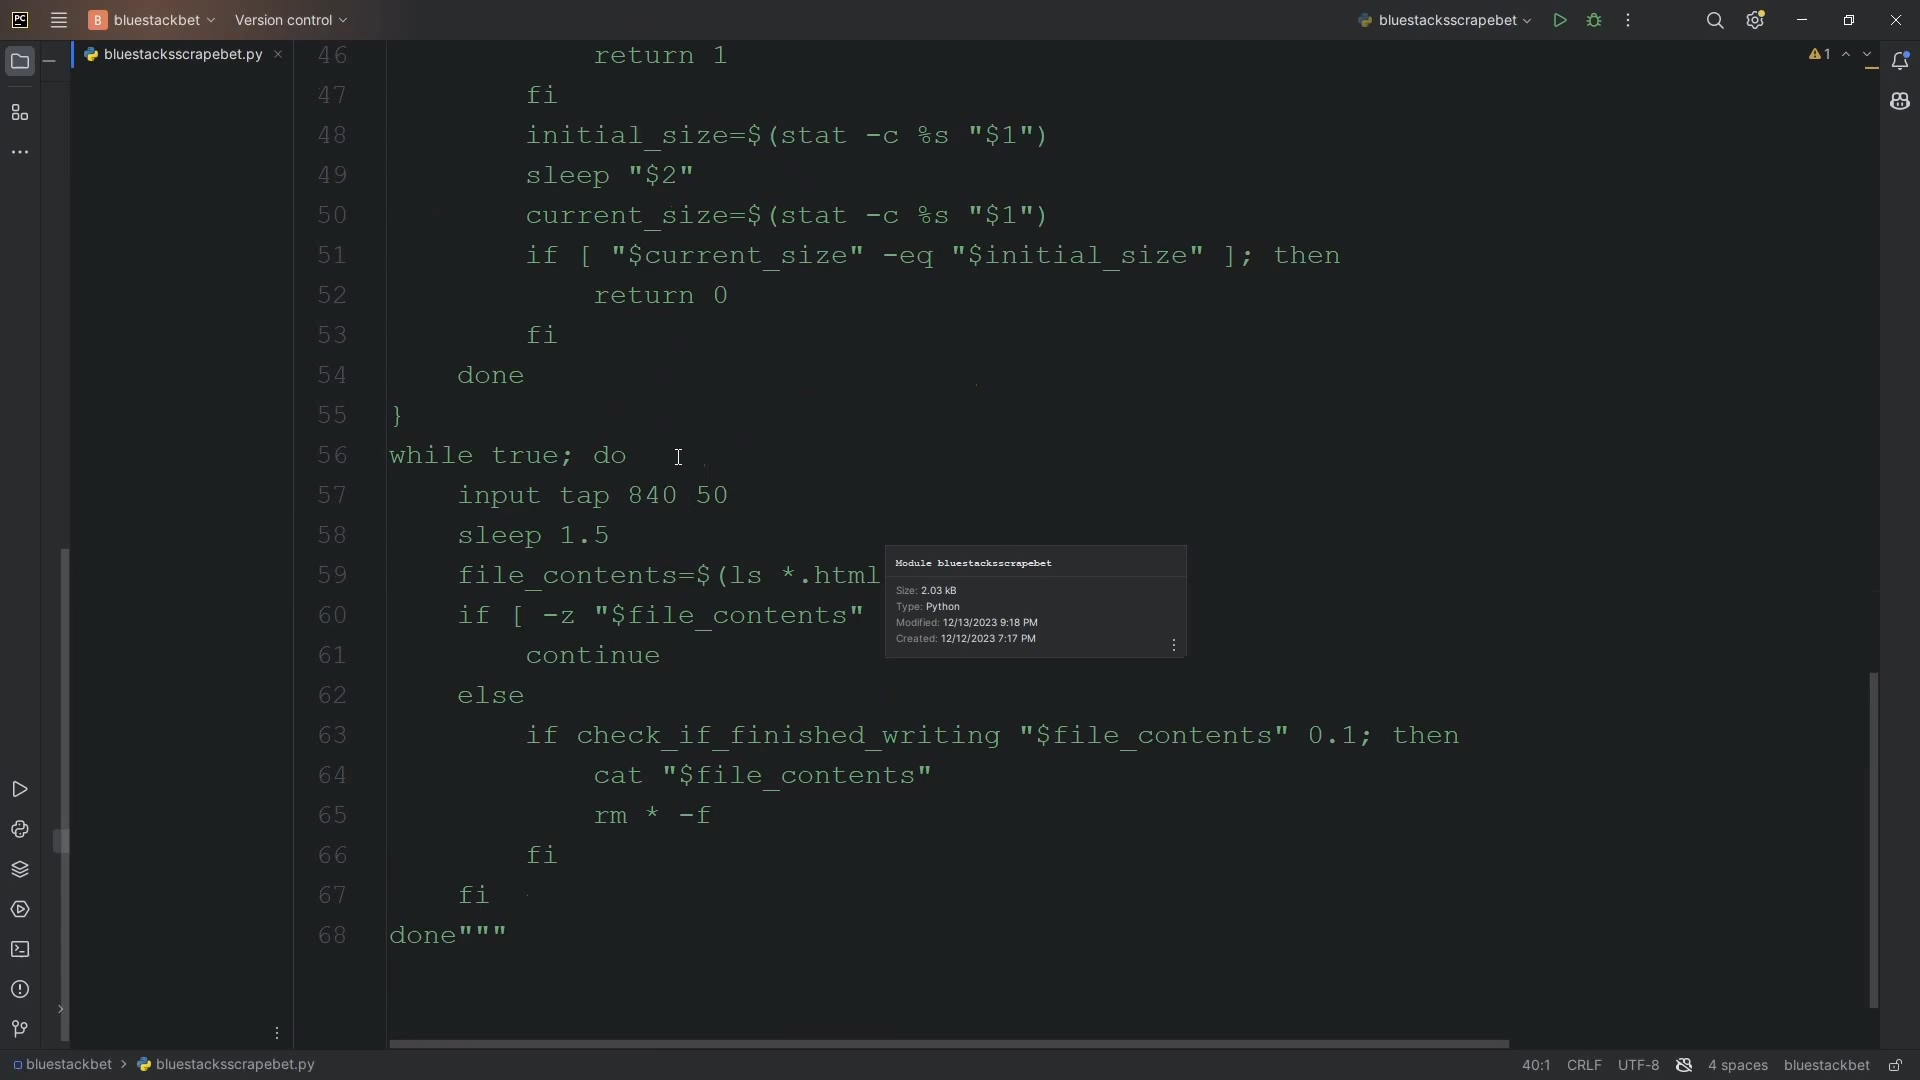 PC
B bluestackbet
Version control
bluestacksscrapebet
bluestacksscrapebet.py
1
46 return 1
47 fi
48 initial_size=$(stat -c %s "$1")
49 sleep "$2"
50 current_size=$(stat -c %s "$1")
51 if [ "$current_size" -eq "$initial_size" ]; then
52 return 0
53 fi
54 done
55 }
56 while true; do
57 input tap 840 50
58 sleep 1.5
59 file_contents=$(ls *.html
60 if [ -z "$file_contents"
61 continue
62 else
63 if check_if_finished_writing "$file_contents" 0.1; then
64 cat "$file_contents"
65 rm * -f
66 fi
67 fi
68 done"""
Module bluestacksscrapebet
Size: 2.03 kB
Type: Python
Modified: 12/13/2023 9:18 PM
Created: 12/12/2023 7:17 PM
bluestackbet > bluestacksscrapebet.py
40:1 CRLF UTF-8 4 spaces bluestackbet